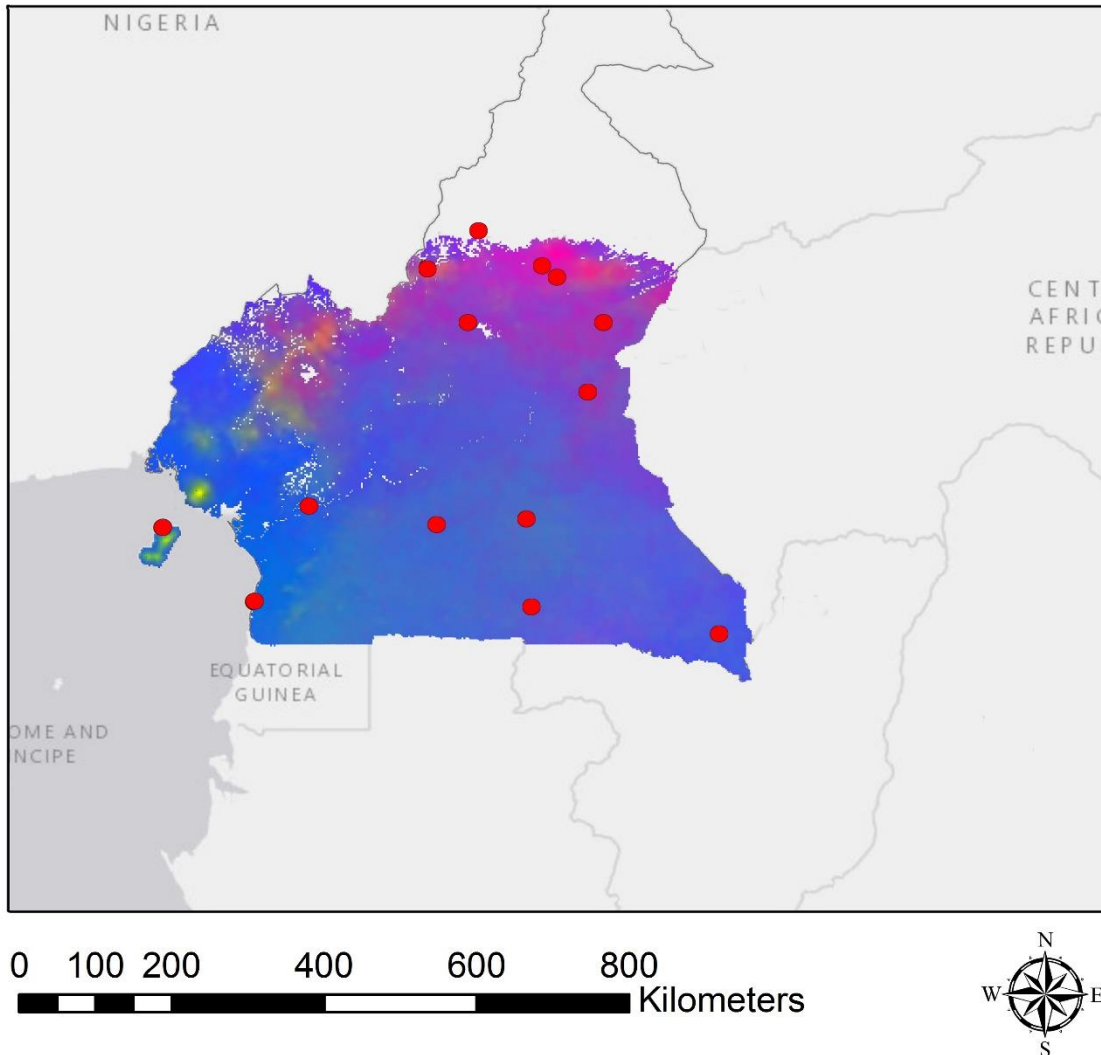 NIGERIA
CENT
AFRIC
REPU
EQUATORIAL
GUINEA
OME AND
NCIPE
0 100 200 400 600 800
Kilometers
N
W E
S